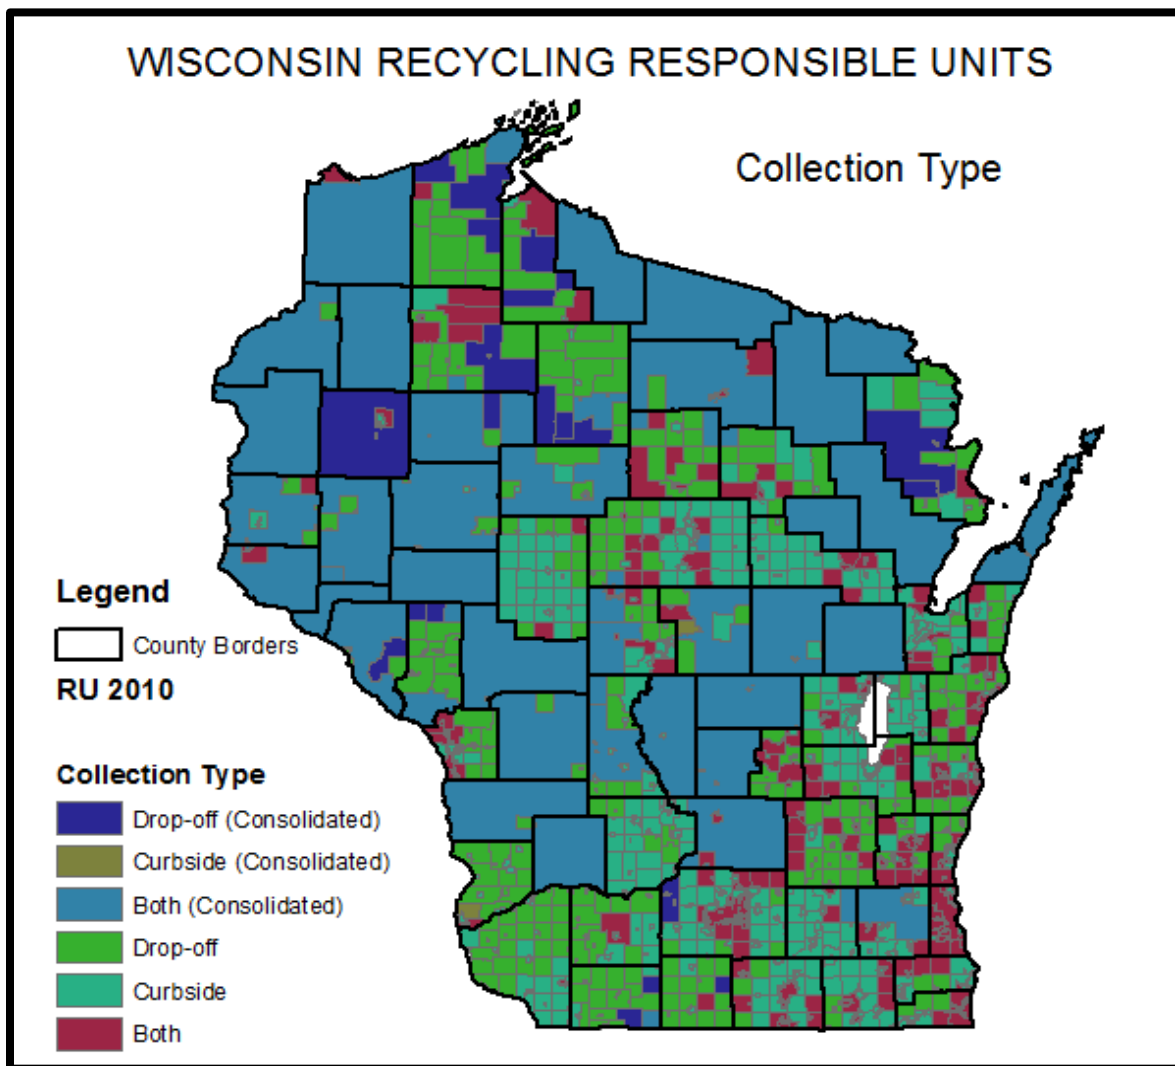 WISCONSIN RECYCLING RESPONSIBLE UNITS
Collection Type
Legend
County Borders
RU 2010
Collection Type
Drop-off (Consolidated)
Curbside (Consolidated)
Both (Consolidated)
Drop-off
Curbside
Both